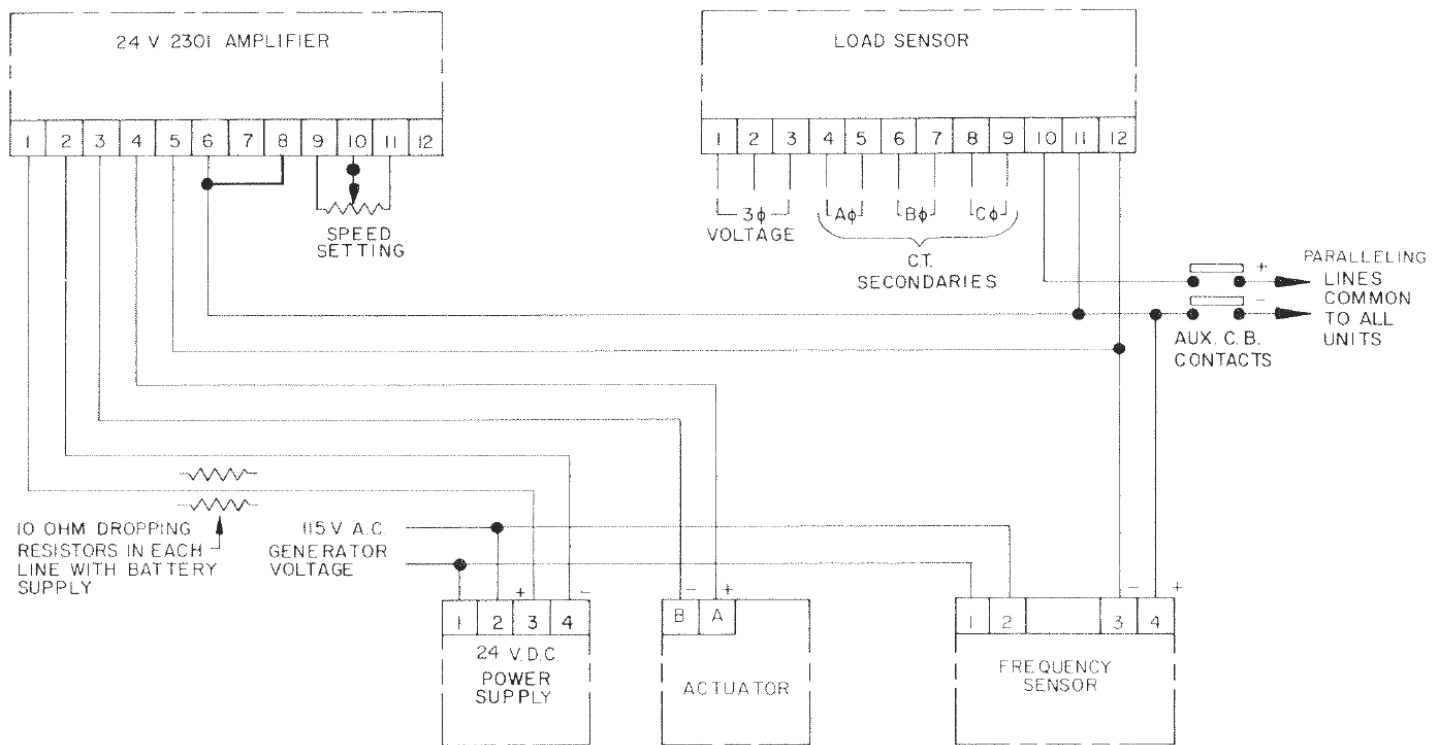 24 V 2301 AMPLIFIER
1 2 3 4 5 6 7 8 9 10 11 12
SPEED
SETTING
LOAD SENSOR
1 2 3 4 5 6 7 8 9 10 11 12
3ϕ
VOLTAGE
Aϕ
Bϕ
Cϕ
C.T.
SECONDARIES
+
-
PARALLELING
LINES
COMMON
TO ALL
UNITS
AUX. C.B.
CONTACTS
10 OHM DROPPING
RESISTORS IN EACH
LINE WITH BATTERY
SUPPLY
115 V A.C.
GENERATOR
VOLTAGE
+ -
1 2 3 4
24 V.D.C.
POWER
SUPPLY
- +
B A
ACTUATOR
- +
1 2 3 4
FREQUENCY
SENSOR